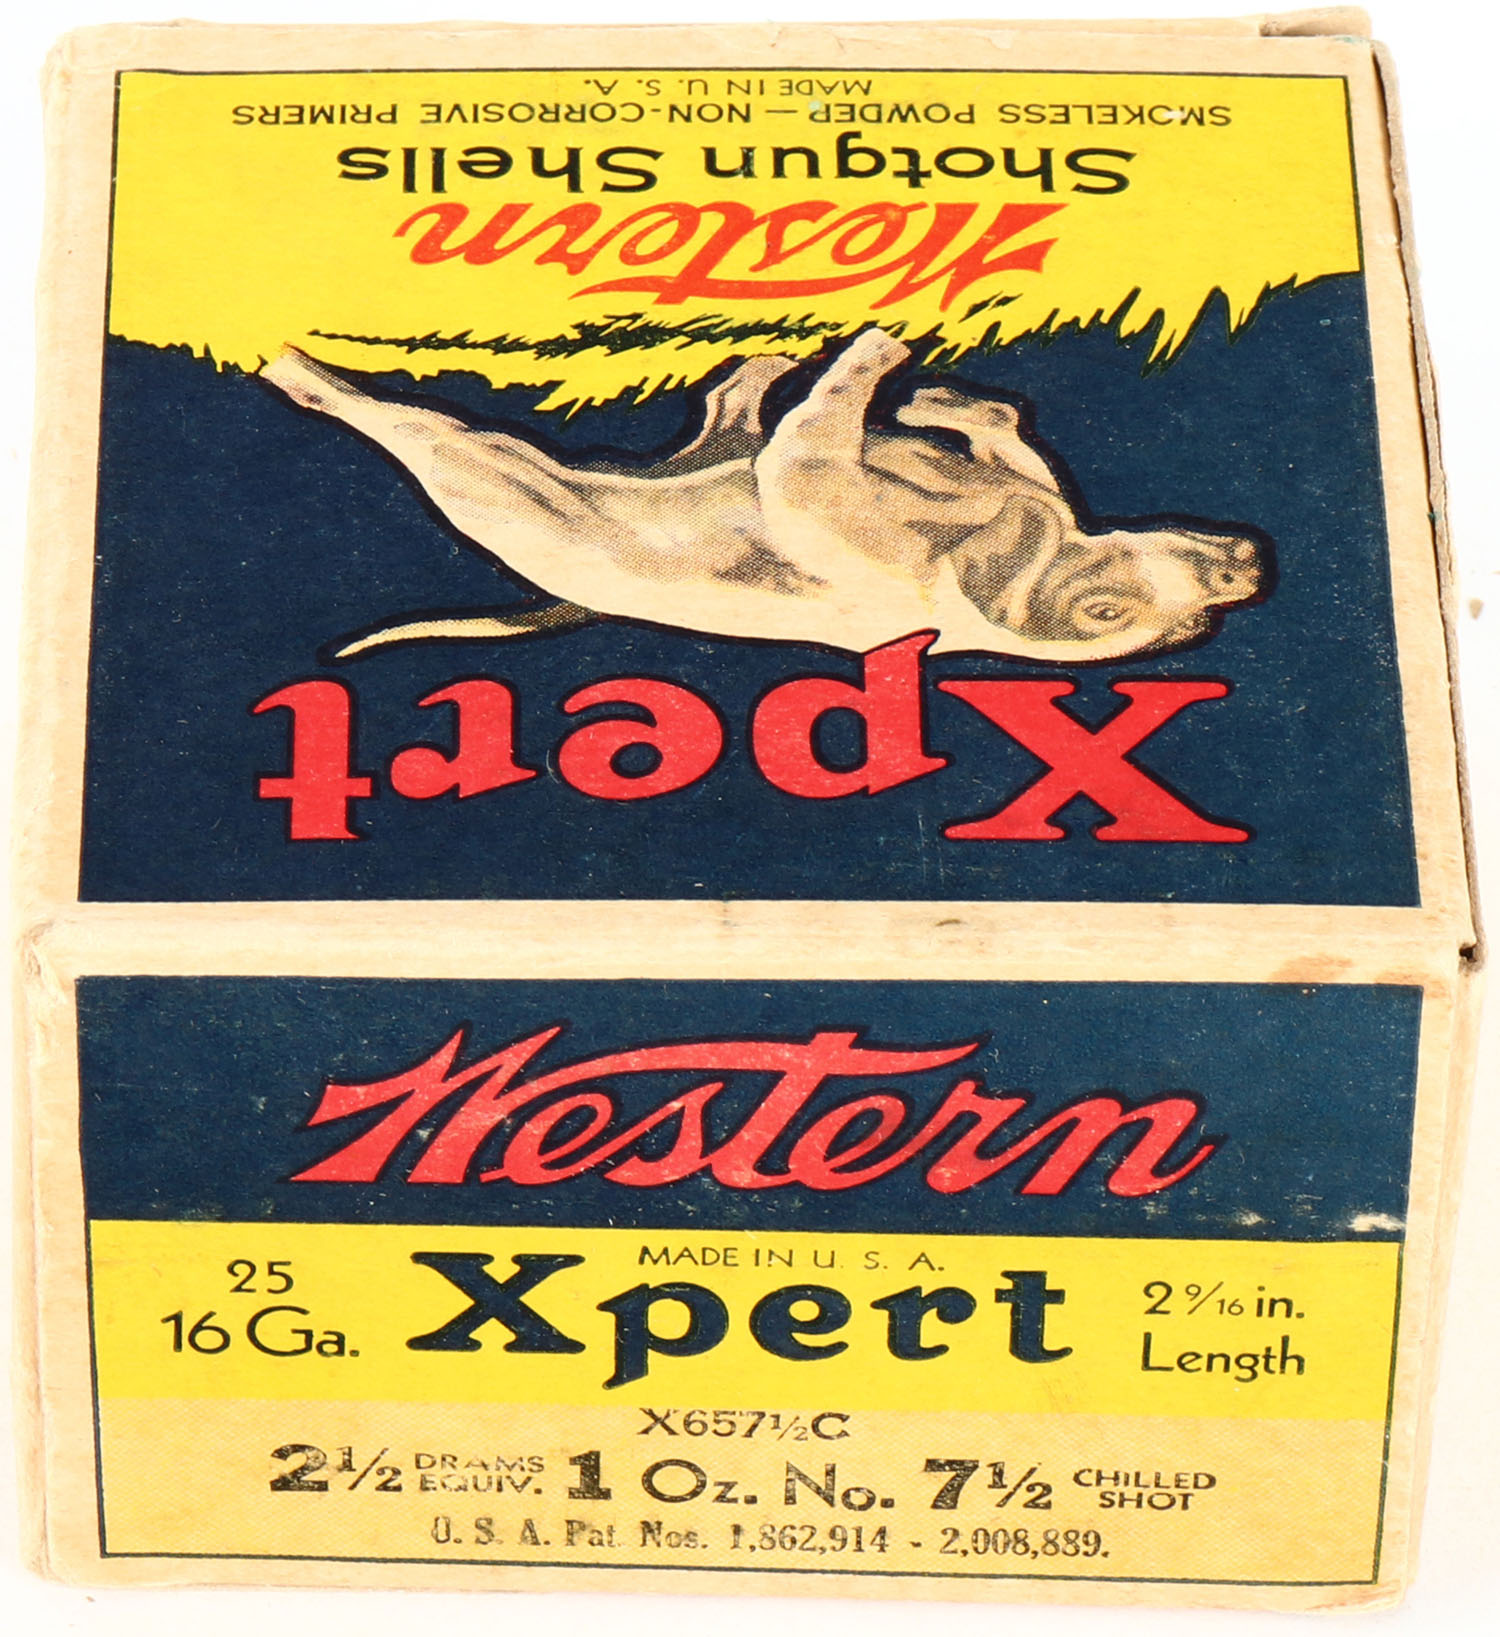 MADE IN U. S. A.
SMOKELESS POWDER — NON-CORROSIVE PRIMERS
Shotgun Shells
Western
Xpert
Western
MADE IN U. S. A.
25
16 Ga.
Xpert
2 9/16 in.
Length
X657½C
2½ DRAMS EQUIV. 1 Oz. No. 7½ CHILLED SHOT
U. S. A. Pat. Nos. 1,862,914 - 2,008,889.